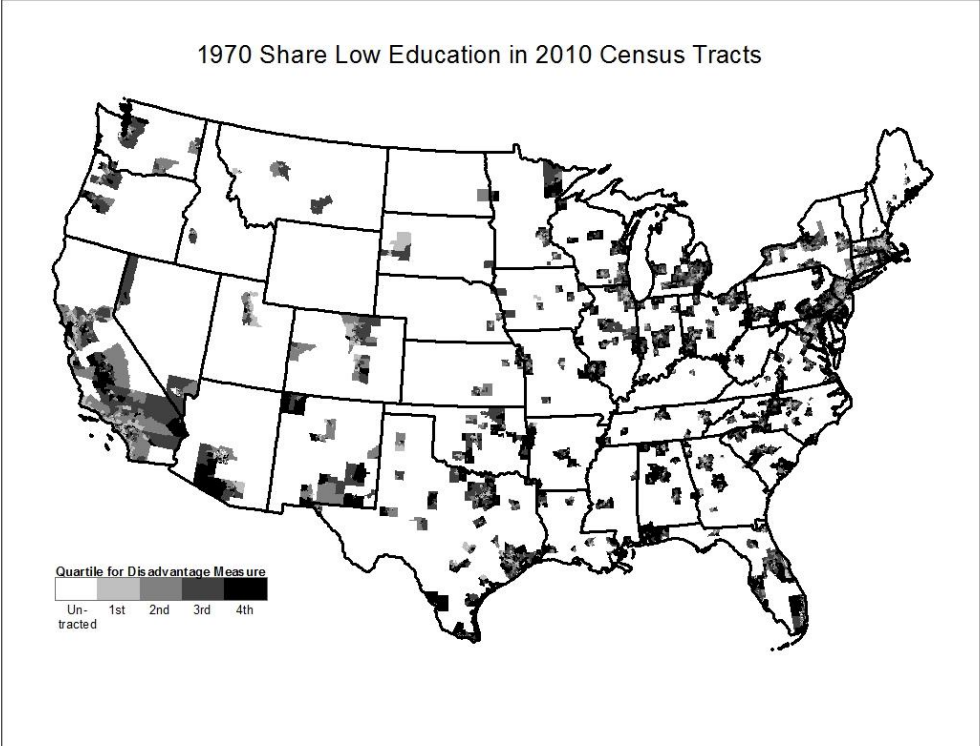 1970 Share Low Education in 2010 Census Tracts
Quartile for Disadvantage Measure
Un-
tracted
1st
2nd
3rd
4th